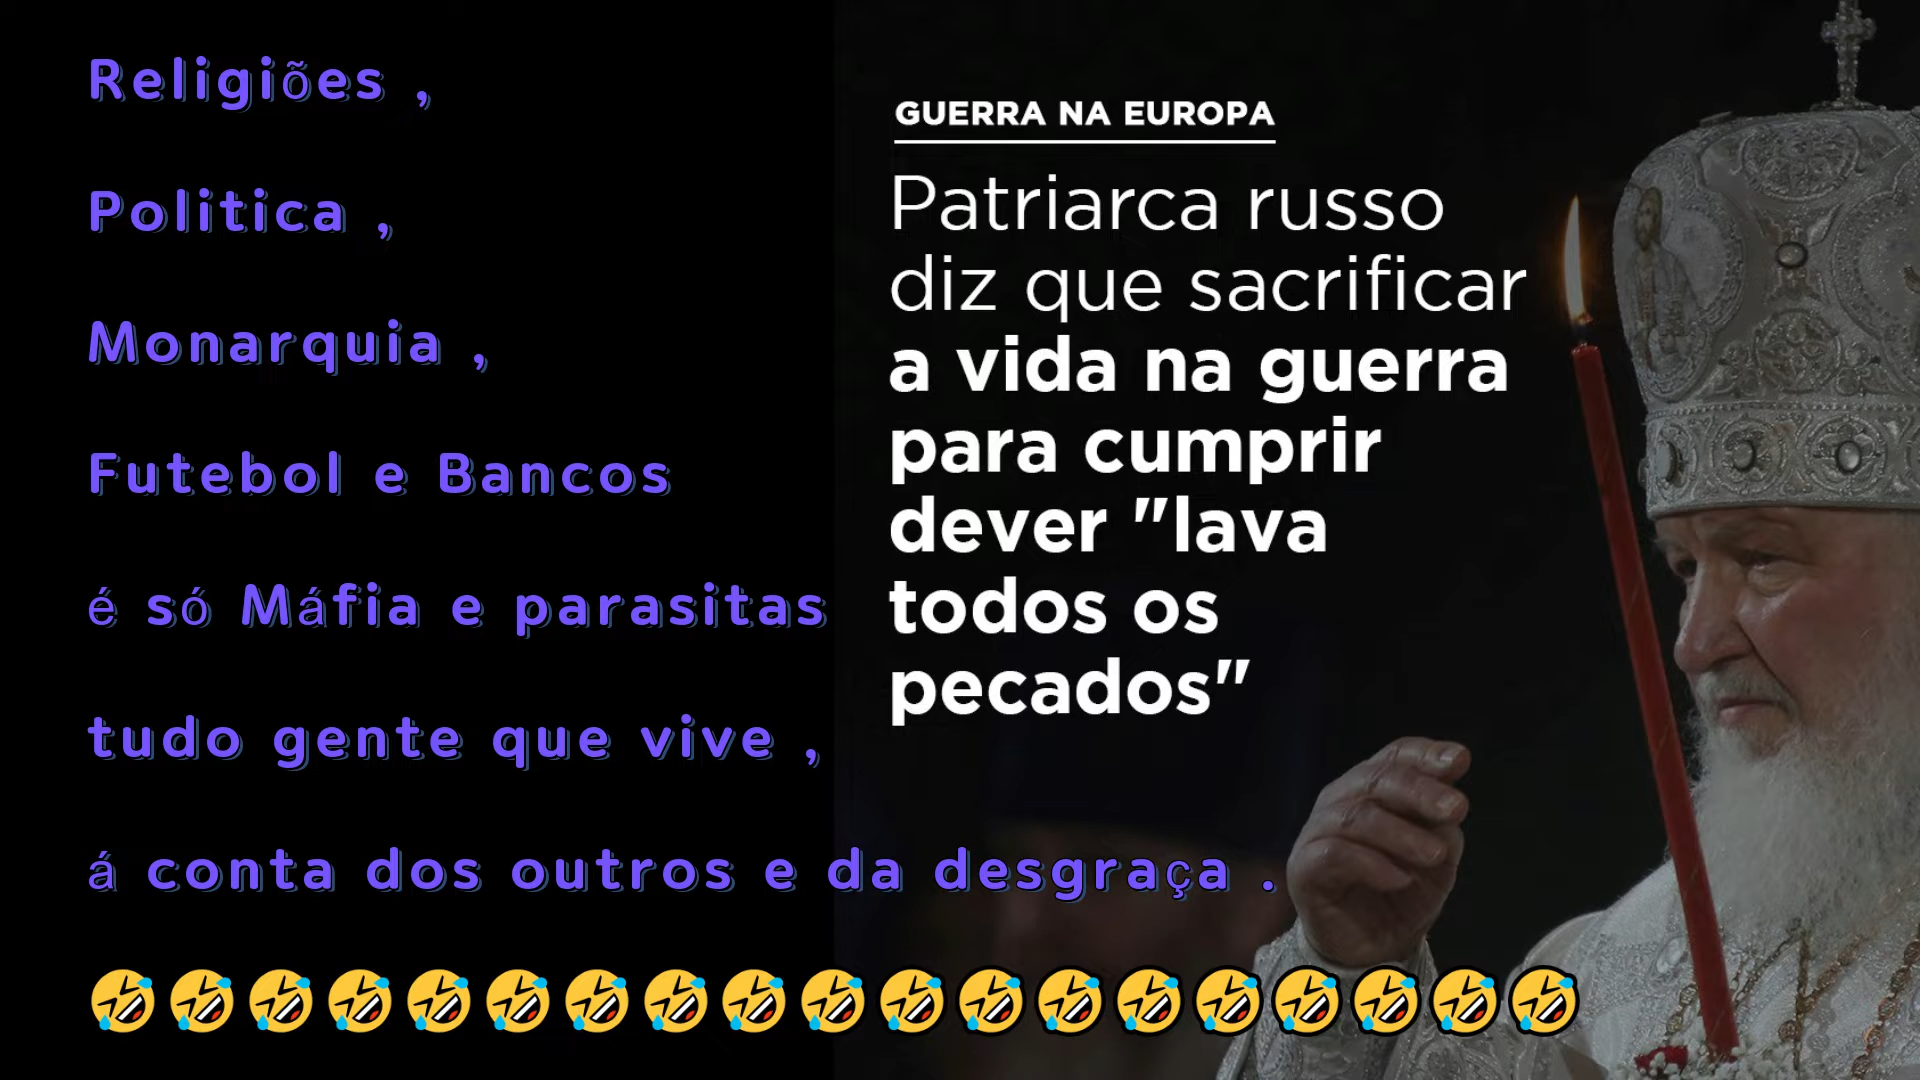 Religiões ,
Politica ,
Monarquia ,
Futebol e Bancos
é só Máfia e parasitas
tudo gente que vive ,
á conta dos outros e da desgraça .
🤣🤣🤣🤣🤣🤣🤣🤣🤣🤣🤣🤣🤣🤣🤣🤣🤣🤣🤣
GUERRA NA EUROPA
Patriarca russo
diz que sacrificar
a vida na guerra
para cumprir
dever "lava
todos os
pecados"